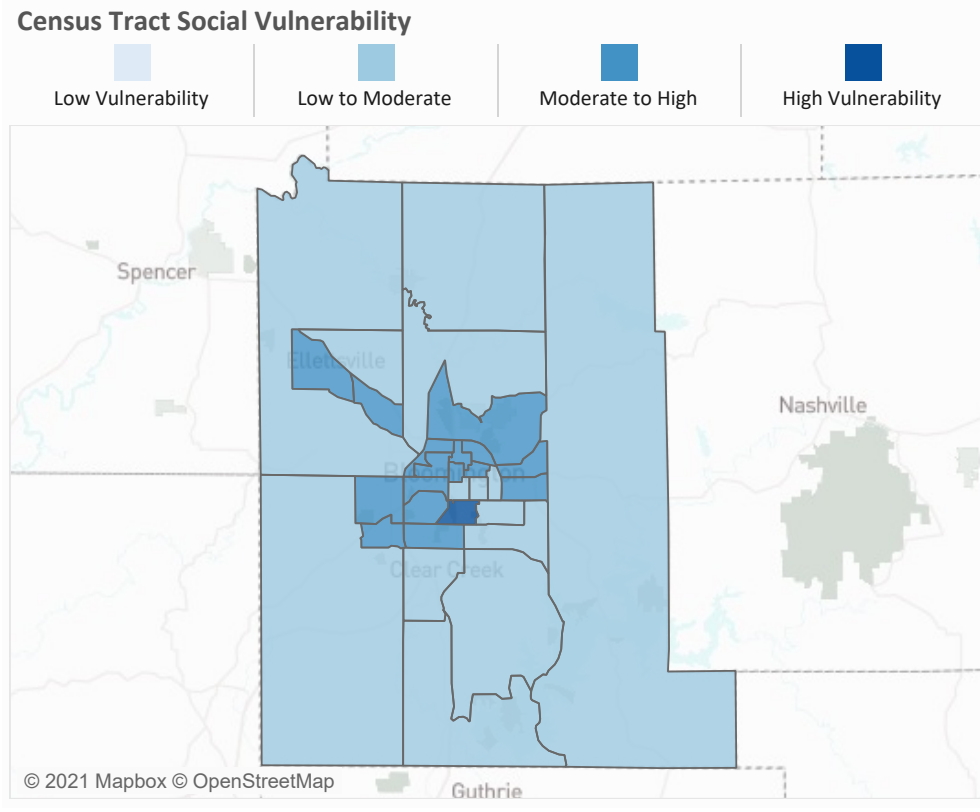 Census Tract Social Vulnerability
Low Vulnerability
Low to Moderate
Moderate to High
High Vulnerability
Spencer
Ellettsville
Nashville
Bloomington
Clear Creek
© 2021 Mapbox © OpenStreetMap
Guthrie